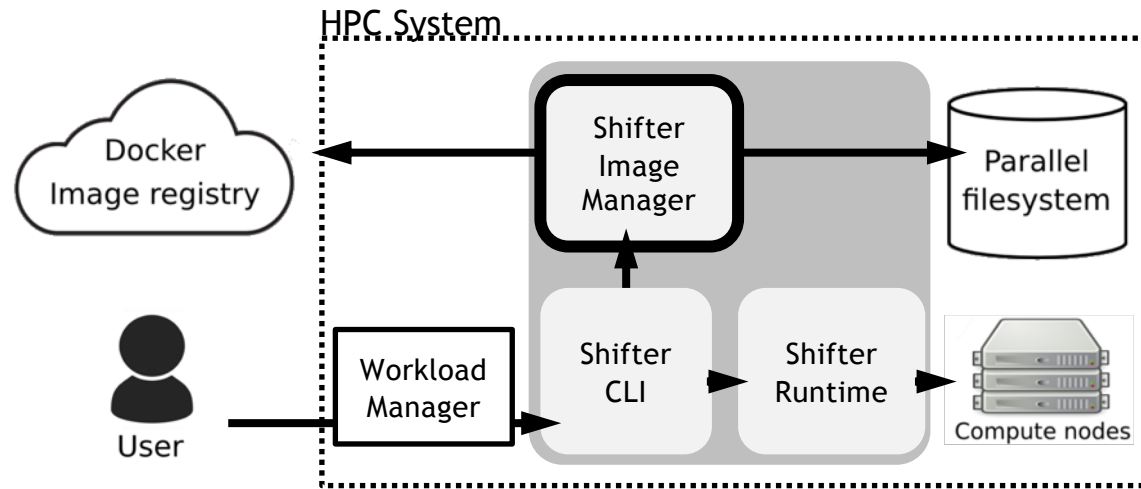 HPC System
Docker
Image registry
Shifter
Image
Manager
Parallel
filesystem
User
Workload
Manager
Shifter
CLI
Shifter
Runtime
Compute nodes